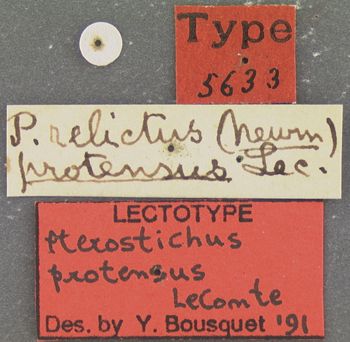 Type
5633
P. relictus (Newm)
protensus Lec.
LECTOTYPE
Pterostichus
protensus
LeConte
Des. by Y. Bousquet '91